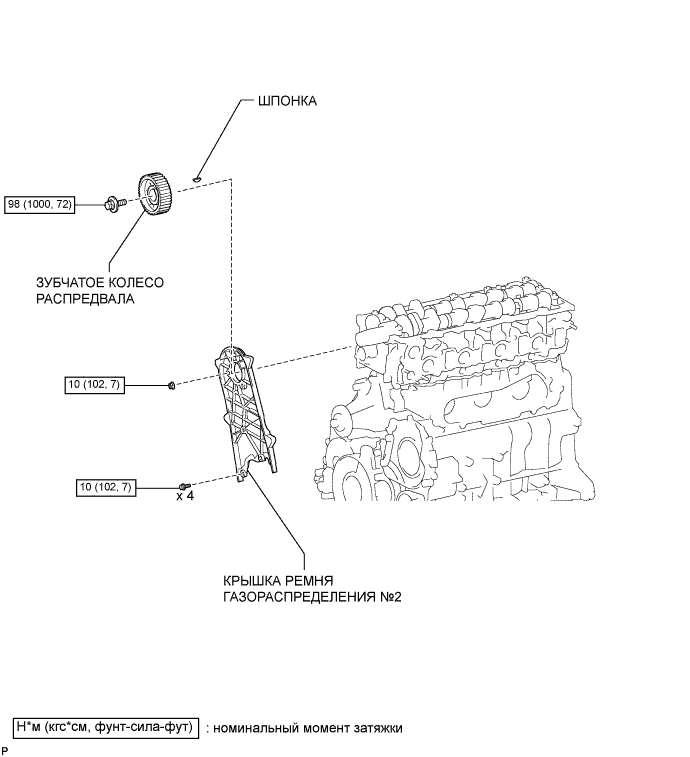 ШПОНКА
98 (1000, 72)
ЗУБЧАТОЕ КОЛЕСО
РАСПРЕДВАЛА
10 (102, 7)
10 (102, 7)
x 4
КРЫШКА РЕМНЯ
ГАЗОРАСПРЕДЕЛЕНИЯ №2
Н*м (кгс*см, фунт-сила-фут) : номинальный момент затяжки
P